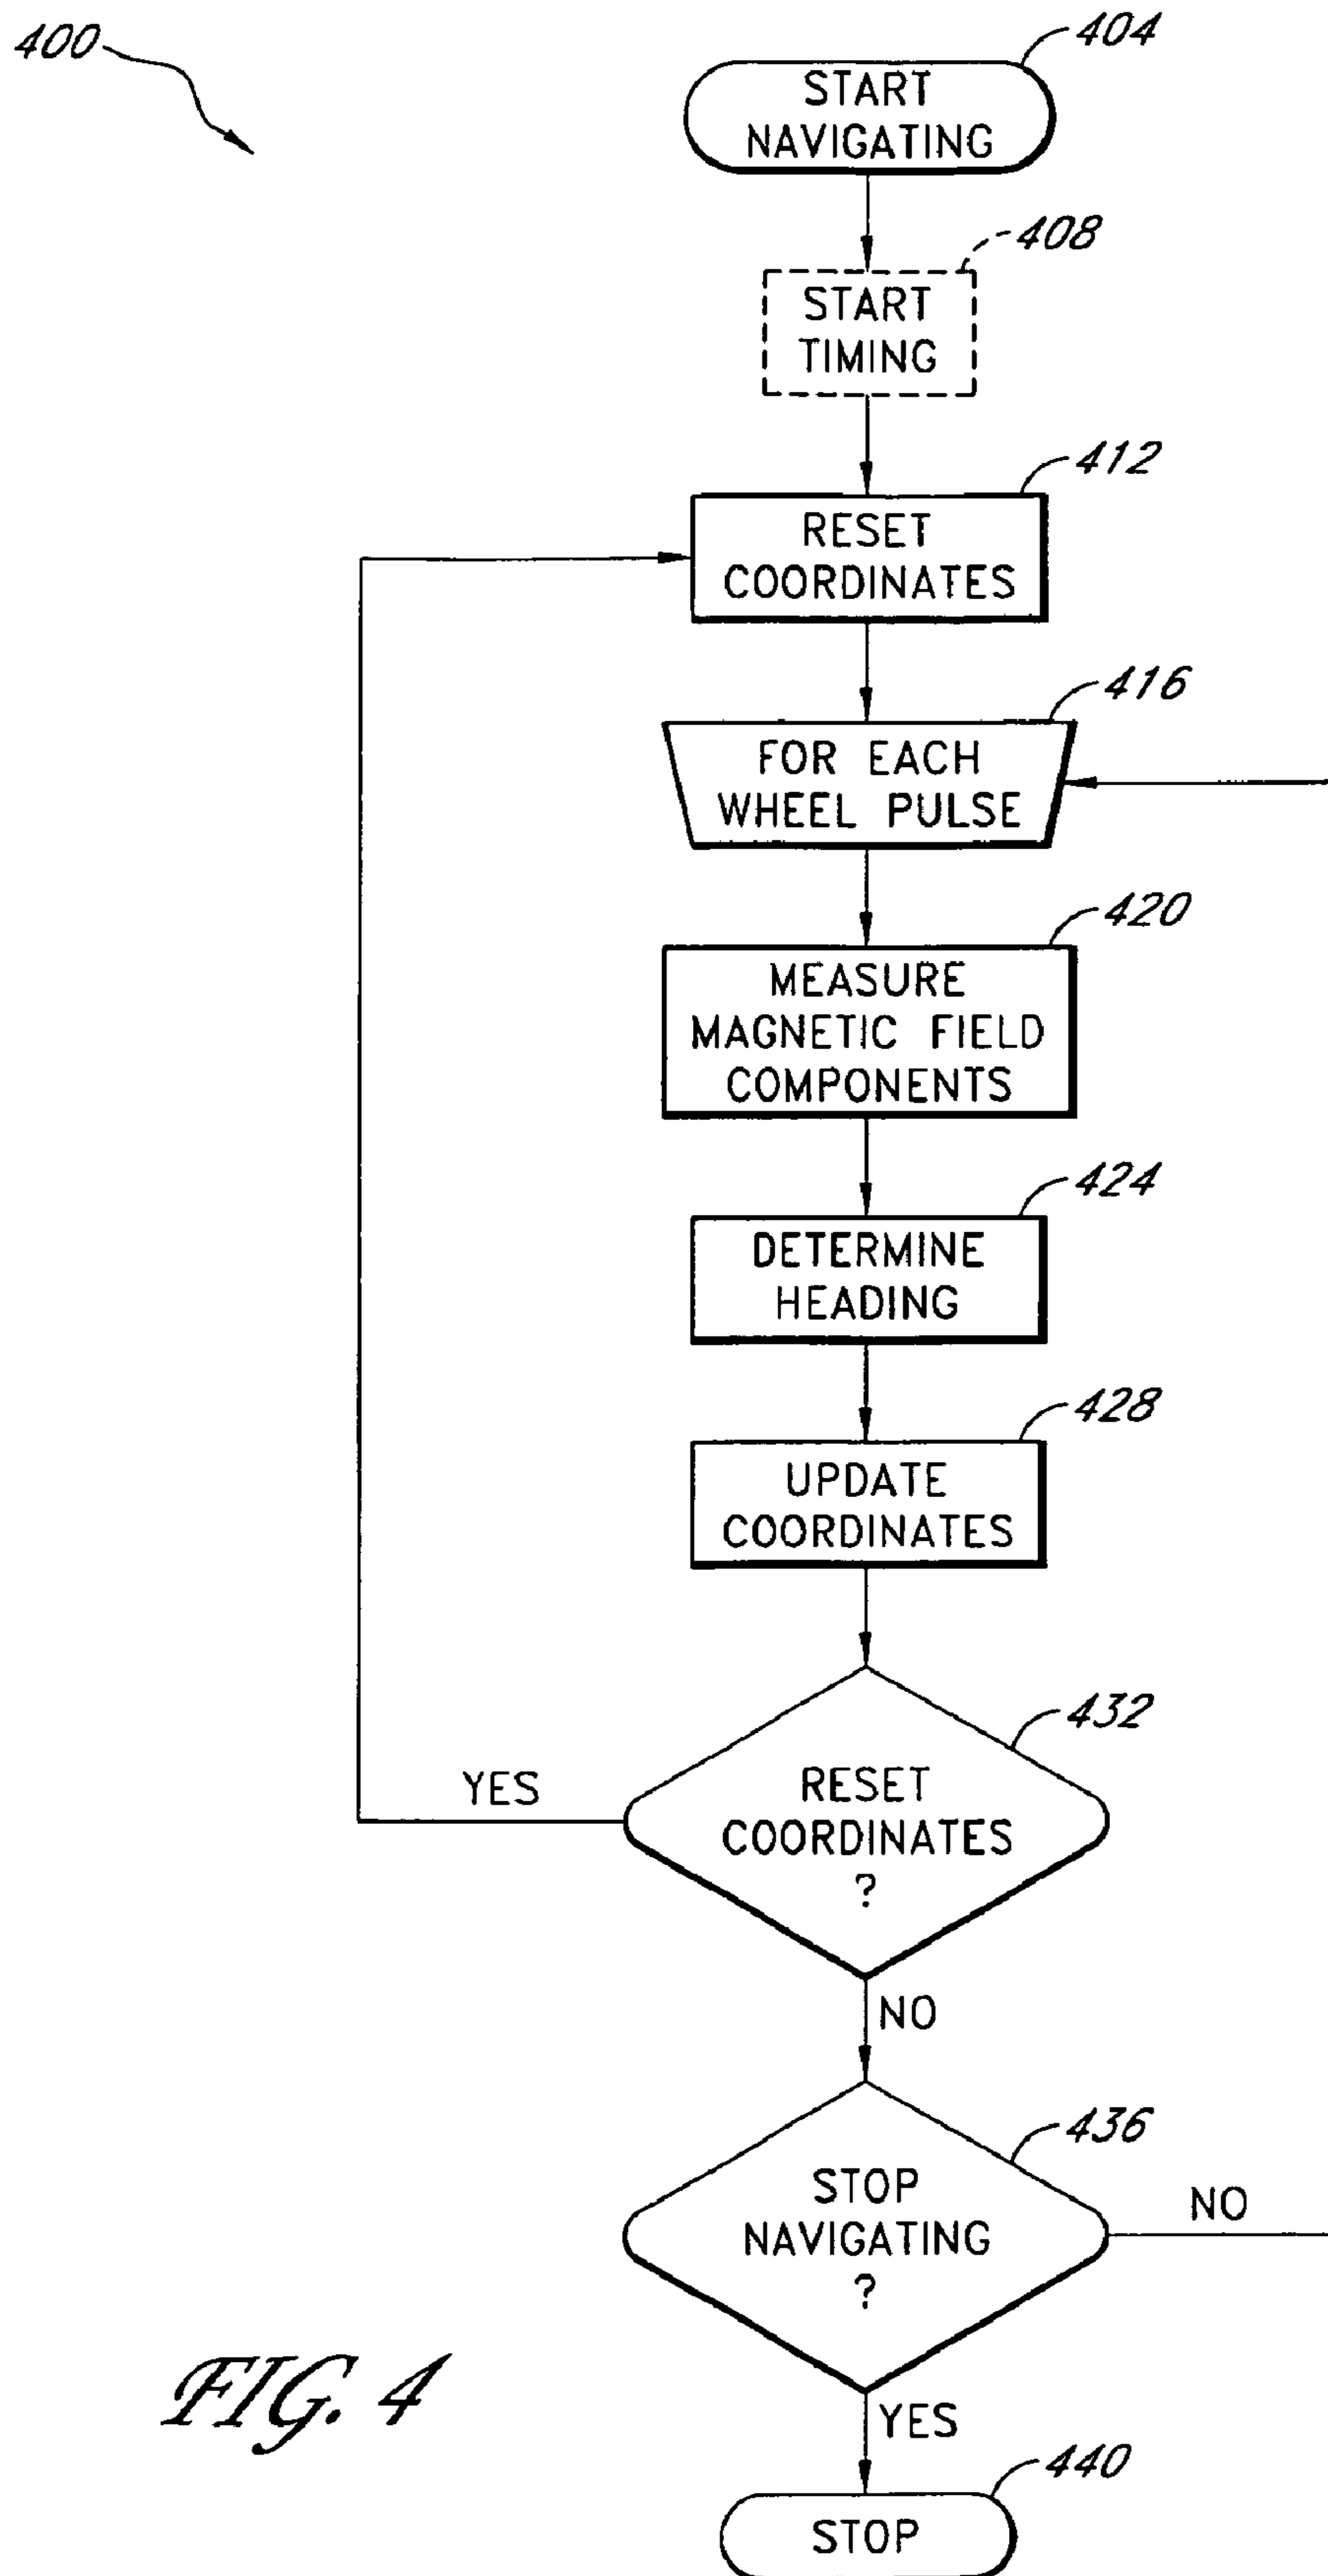 400
404
START
NAVIGATING
408
START
TIMING
412
RESET
COORDINATES
416
FOR EACH
WHEEL PULSE
420
MEASURE
MAGNETIC FIELD
COMPONENTS
424
DETERMINE
HEADING
428
UPDATE
COORDINATES
432
YES
RESET
COORDINATES
?
NO
436
STOP
NAVIGATING
?
NO
FIG. 4
YES
440
STOP